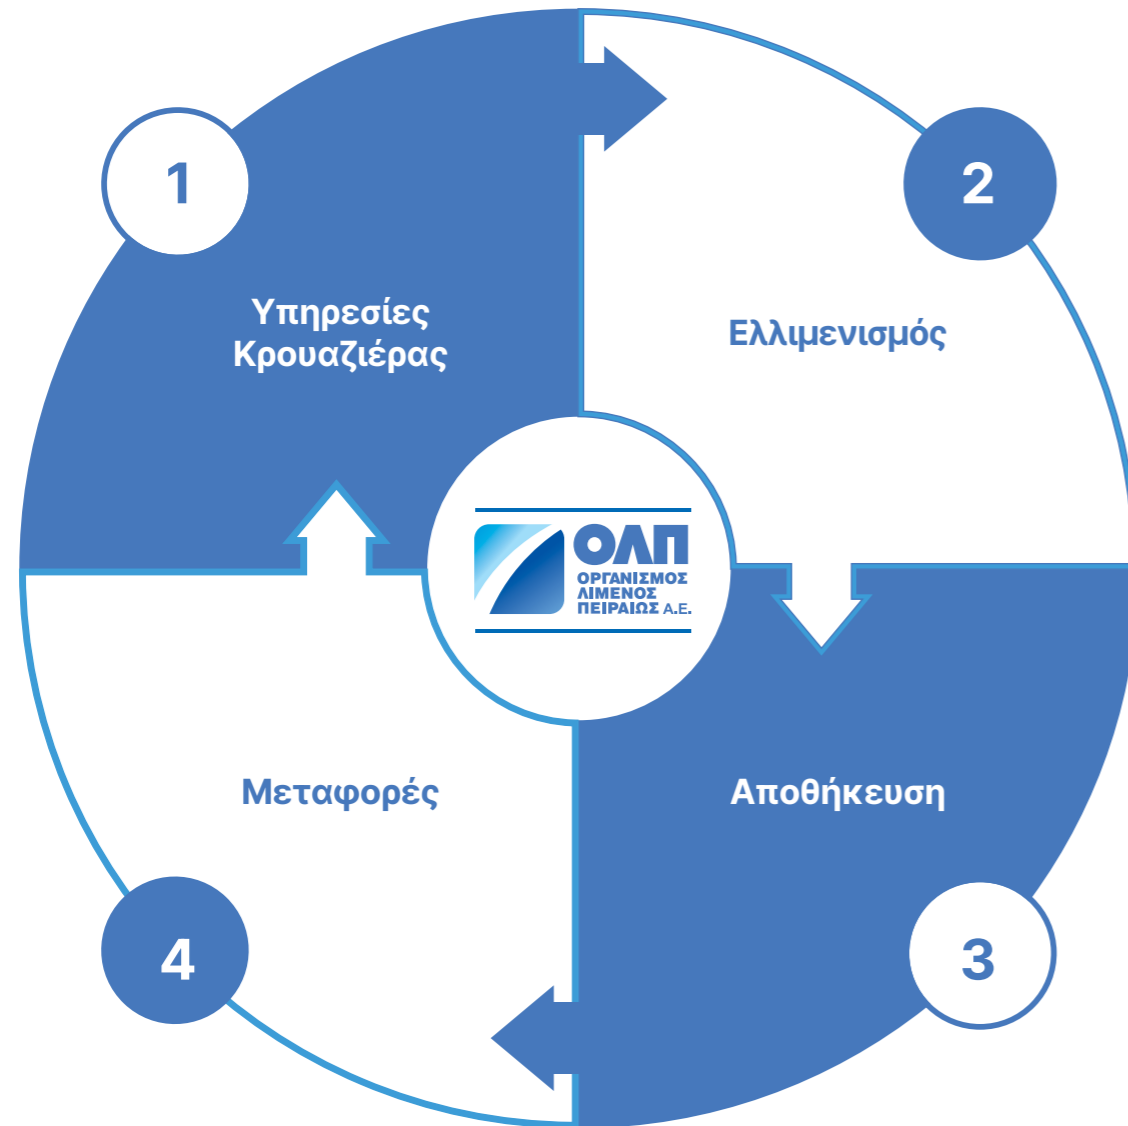 1
Υπηρεσίες
Κρουαζιέρας
2
Ελλιμενισμός
ΟΛΠ
ΟΡΓΑΝΙΣΜΟΣ
ΛΙΜΕΝΟΣ
ΠΕΙΡΑΙΩΣ Α.Ε.
Μεταφορές
4
Αποθήκευση
3